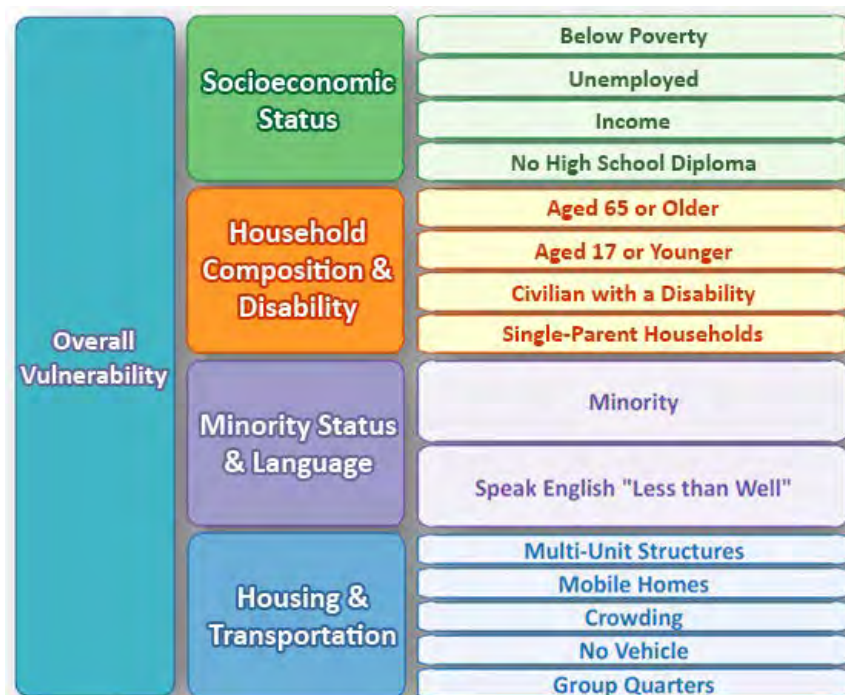 Overall
Vulnerability
Socioeconomic
Status
Below Poverty
Unemployed
Income
No High School Diploma
Household
Composition &
Disability
Aged 65 or Older
Aged 17 or Younger
Civilian with a Disability
Single-Parent Households
Minority Status
& Language
Minority
Speak English "Less than Well"
Housing &
Transportation
Multi-Unit Structures
Mobile Homes
Crowding
No Vehicle
Group Quarters